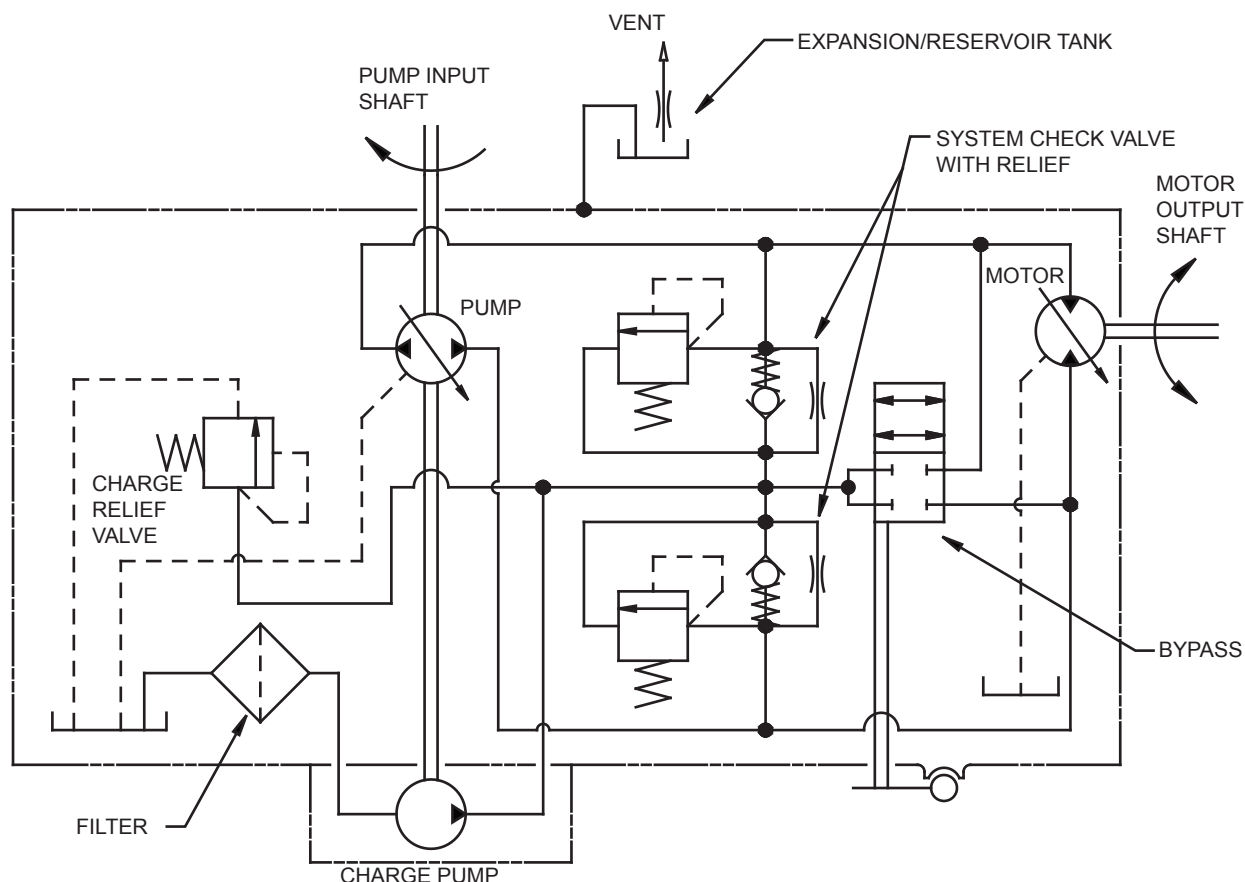 VENT
EXPANSION/RESERVOIR TANK
PUMP INPUT
SHAFT
SYSTEM CHECK VALVE
WITH RELIEF
MOTOR
OUTPUT
SHAFT
MOTOR
PUMP
CHARGE
RELIEF
VALVE
BYPASS
FILTER
CHARGE PUMP